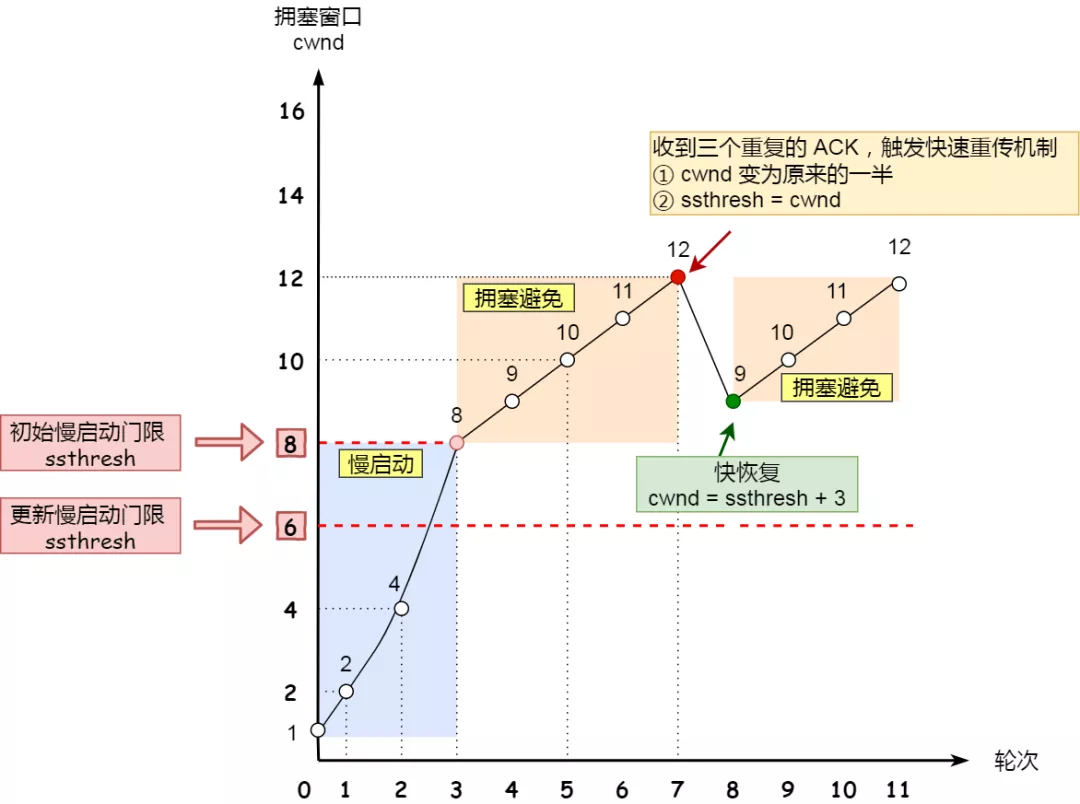 拥塞窗口
cwnd
16
收到三个重复的 ACK，触发快速重传机制
① cwnd 变为原来的一半
② ssthresh = cwnd
14
12
12
12
拥塞避免
11
11
10
10
10
9
9
拥塞避免
初始慢启动门限
ssthresh
8
8
慢启动
快恢复
cwnd = ssthresh + 3
更新慢启动门限
ssthresh
6
4
4
2
2
1
轮次
0 1 2 3 4 5 6 7 8 9 10 11